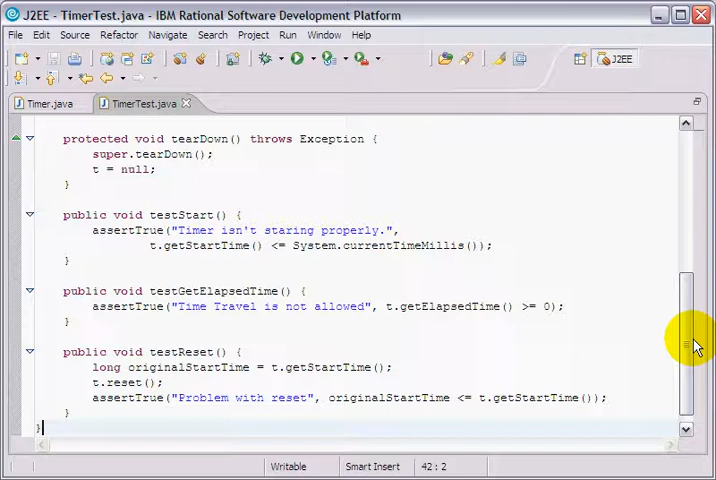 J2EE - TimerTest.java - IBM Rational Software Development Platform
File Edit Source Refactor Navigate Search Project Run Window Help
J2EE
Timer.java TimerTest.java
protected void tearDown() throws Exception {
super.tearDown();
t = null;
}
public void testStart() {
assertTrue("Timer isn't staring properly.",
t.getStartTime() <= System.currentTimeMillis());
}
public void testGetElapsedTime() {
assertTrue("Time Travel is not allowed", t.getElapsedTime() >= 0);
}
public void testReset() {
long originalStartTime = t.getStartTime();
t.reset();
assertTrue("Problem with reset", originalStartTime <= t.getStartTime());
}
}
Writable Smart Insert 42 : 2